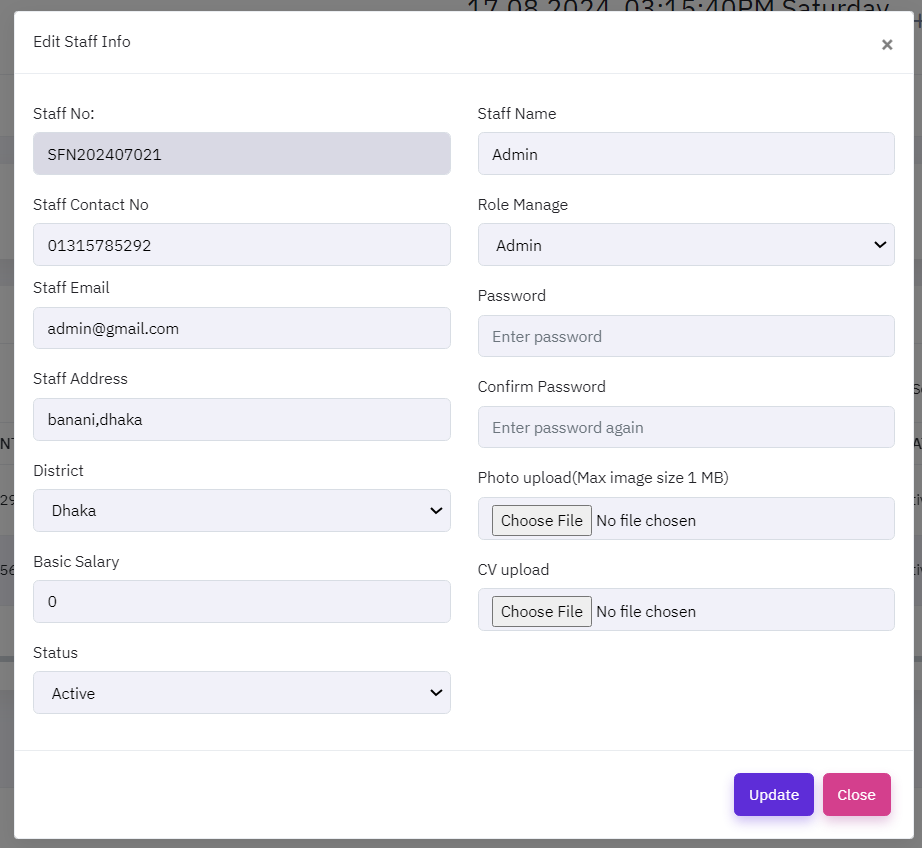 17 08 2024 03:15:40PM Saturday
Edit Staff Info
×
Staff No:
SFN202407021
Staff Name
Admin
Staff Contact No
01315785292
Role Manage
Admin
Staff Email
admin@gmail.com
Password
Enter password
Staff Address
banani,dhaka
Confirm Password
Enter password again
District
Dhaka
Photo upload(Max image size 1 MB)
Choose File No file chosen
Basic Salary
0
CV upload
Choose File No file chosen
Status
Active
Update
Close